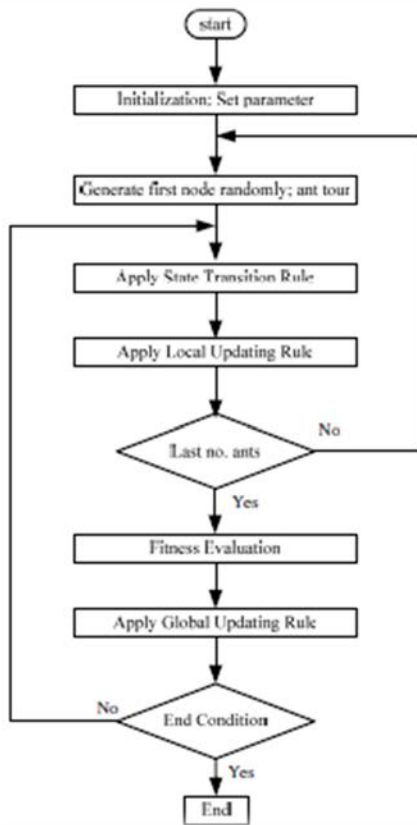 start
Initialization; Set parameter
Generate first node randomly; ant tour
Apply State Transition Rule
Apply Local Updating Rule
Last no. ants
No
Yes
Fitness Evaluation
Apply Global Updating Rule
No
End Condition
Yes
End